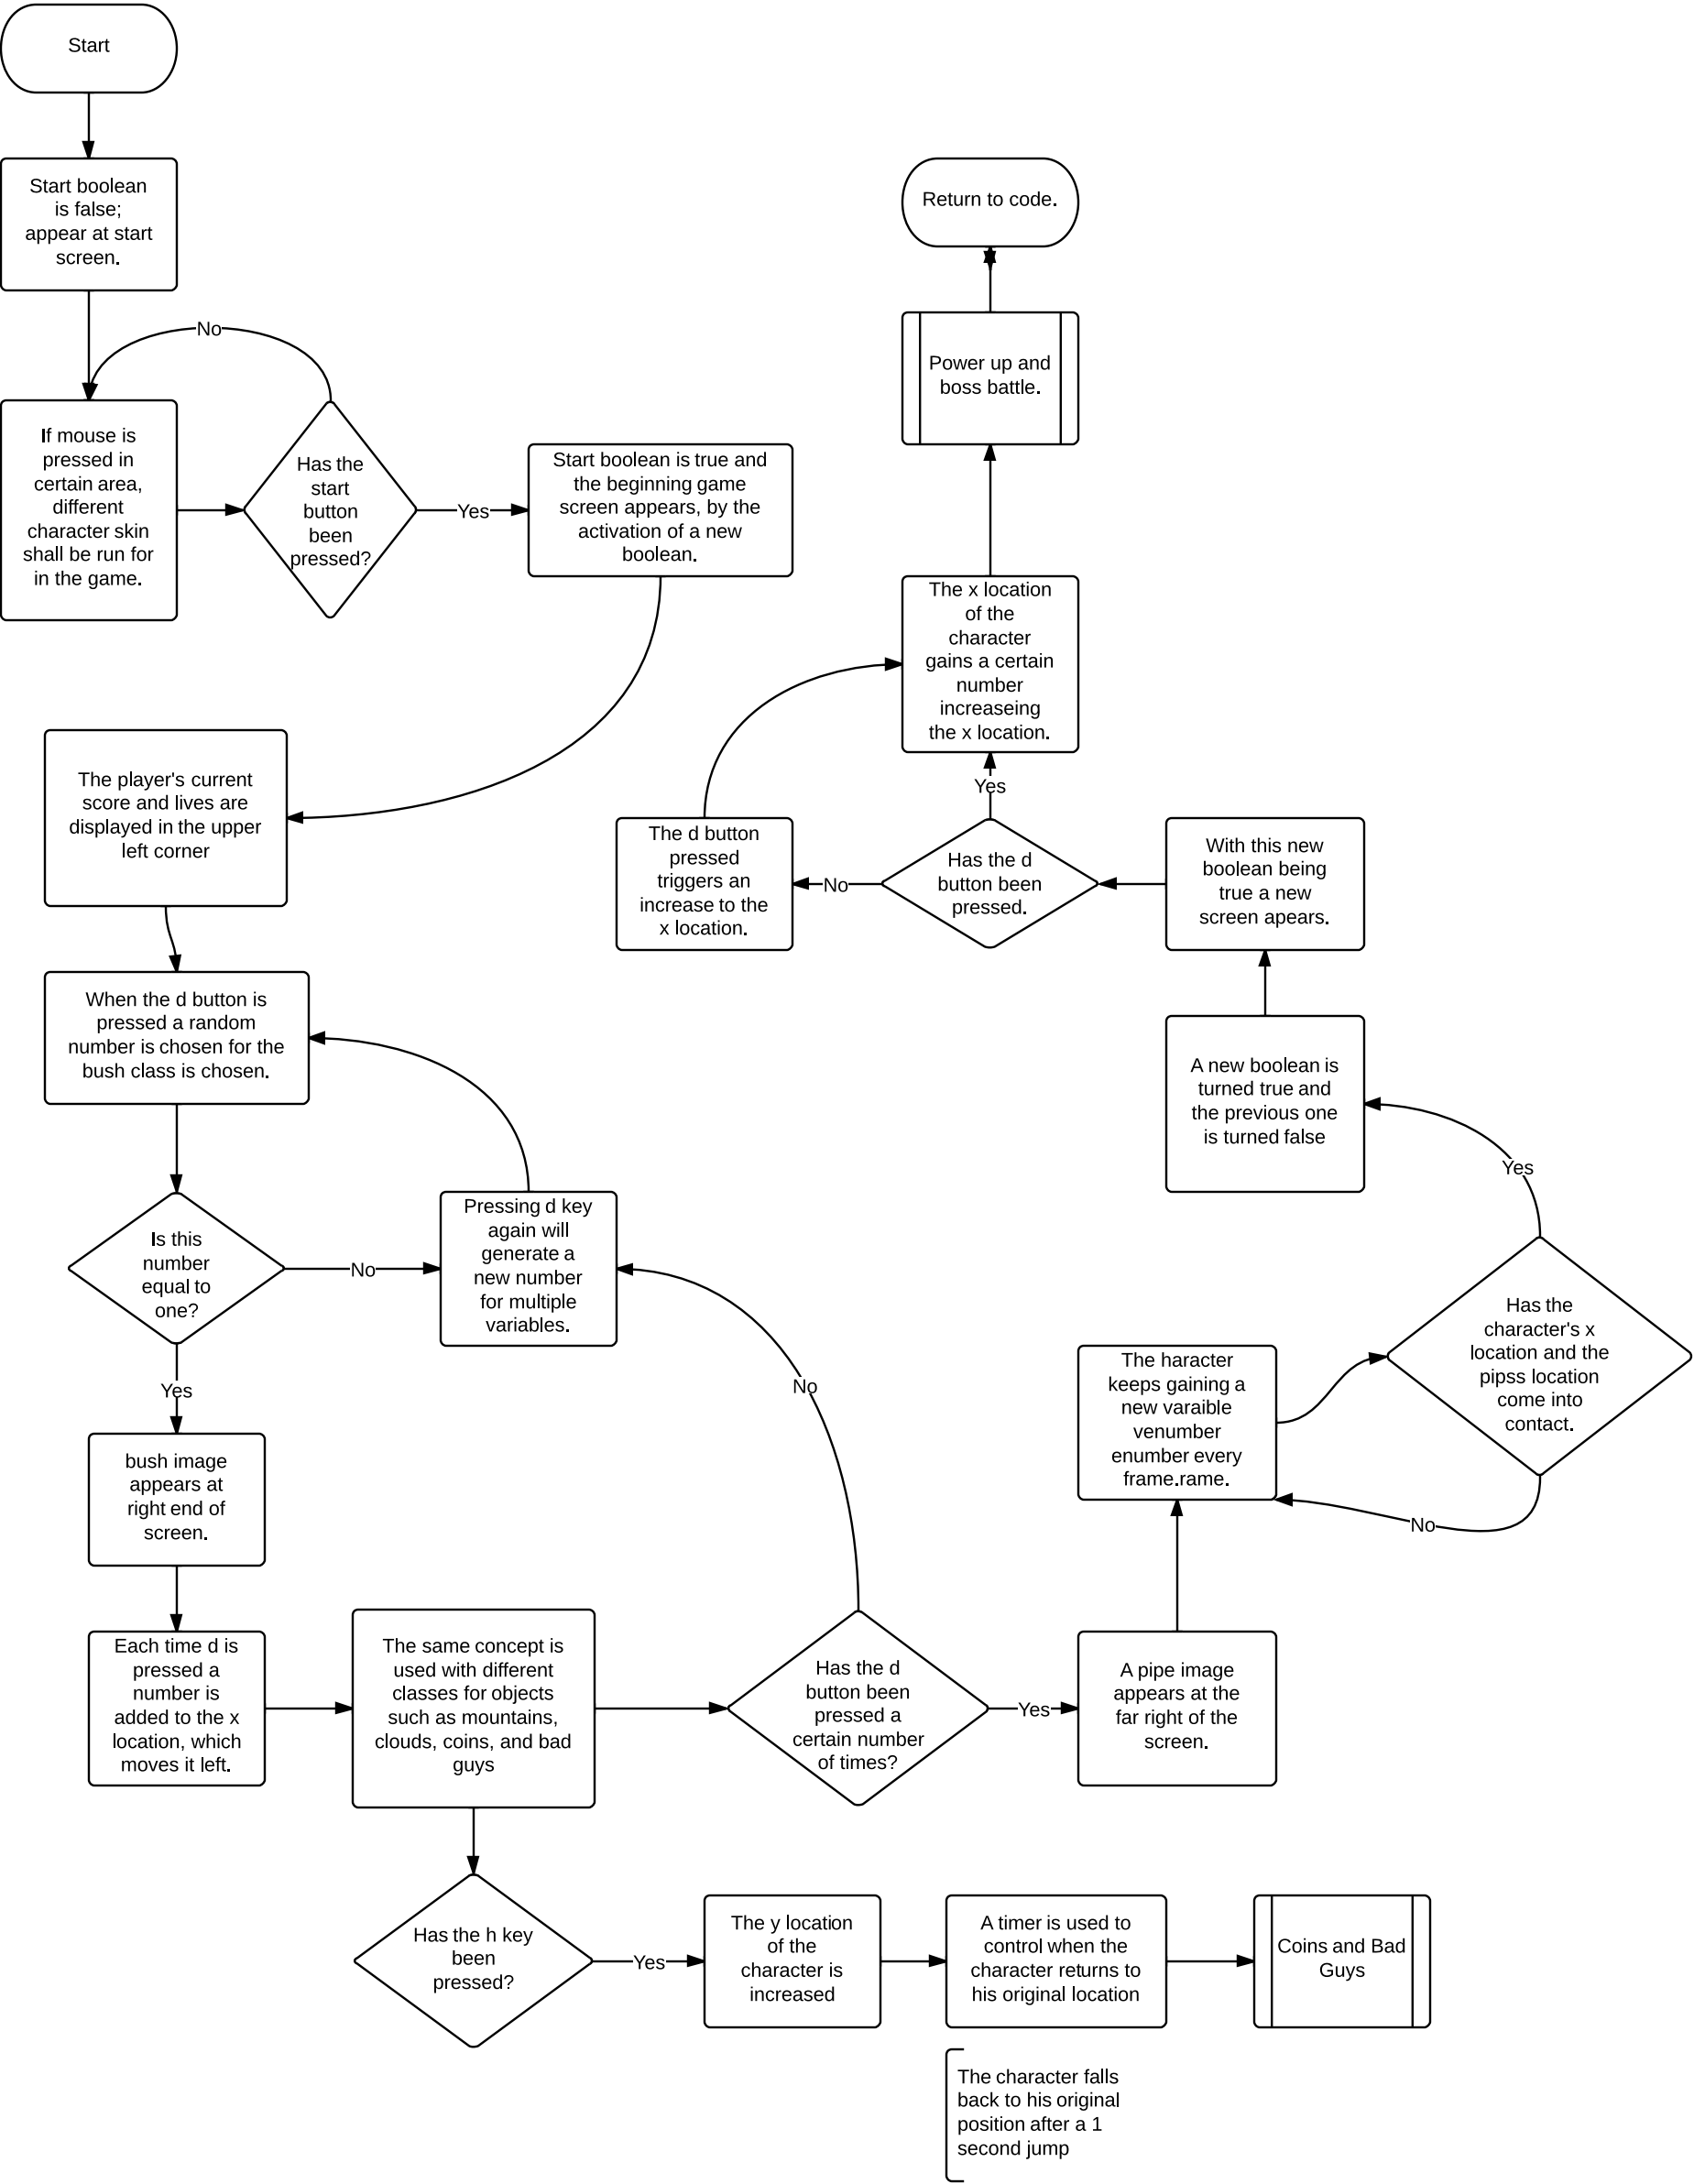 Start
Start boolean
is false;
appear at start
screen.
No
If mouse is
pressed in
certain area,
different
character skin
shall be run for
in the game.
Has the
start
button
been
pressed?
Yes
Start boolean is true and
the beginning game
screen appears, by the
activation of a new
boolean.
The player's current
score and lives are
displayed in the upper
left corner
When the d button is
pressed a random
number is chosen for the
bush class is chosen.
Is this
number
equal to
one?
No
Pressing d key
again will
generate a
new number
for multiple
variables.
Yes
bush image
appears at
right end of
screen.
Each time d is
pressed a
number is
added to the x
location, which
moves it left.
The same concept is
used with different
classes for objects
such as mountains,
clouds, coins, and bad
guys
No
Has the d
button been
pressed a
certain number
of times?
Yes
A pipe image
appears at the
far right of the
screen.
The haracter
keeps gaining a
new varaible
venumber
enumber every
frame.rame.
Has the
character's x
location and the
pipss location
come into
contact.
No
Yes
A new boolean is
turned true and
the previous one
is turned false
With this new
boolean being
true a new
screen apears.
Has the d
button been
pressed.
No
The d button
pressed
triggers an
increase to the
x location.
Yes
The x location
of the
character
gains a certain
number
increaseing
the x location.
Power up and
boss battle.
Return to code.
Has the h key
been
pressed?
Yes
The y location
of the
character is
increased
A timer is used to
control when the
character returns to
his original location
Coins and Bad
Guys
The character falls
back to his original
position after a 1
second jump